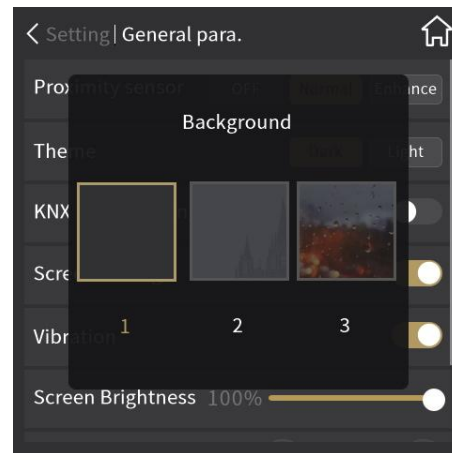 Setting| General para.
Proximity sensor OFF Normal Enhance
Background
Theme Dark Light
KNX
1 2 3
Vibration
Screen Brightness 100%